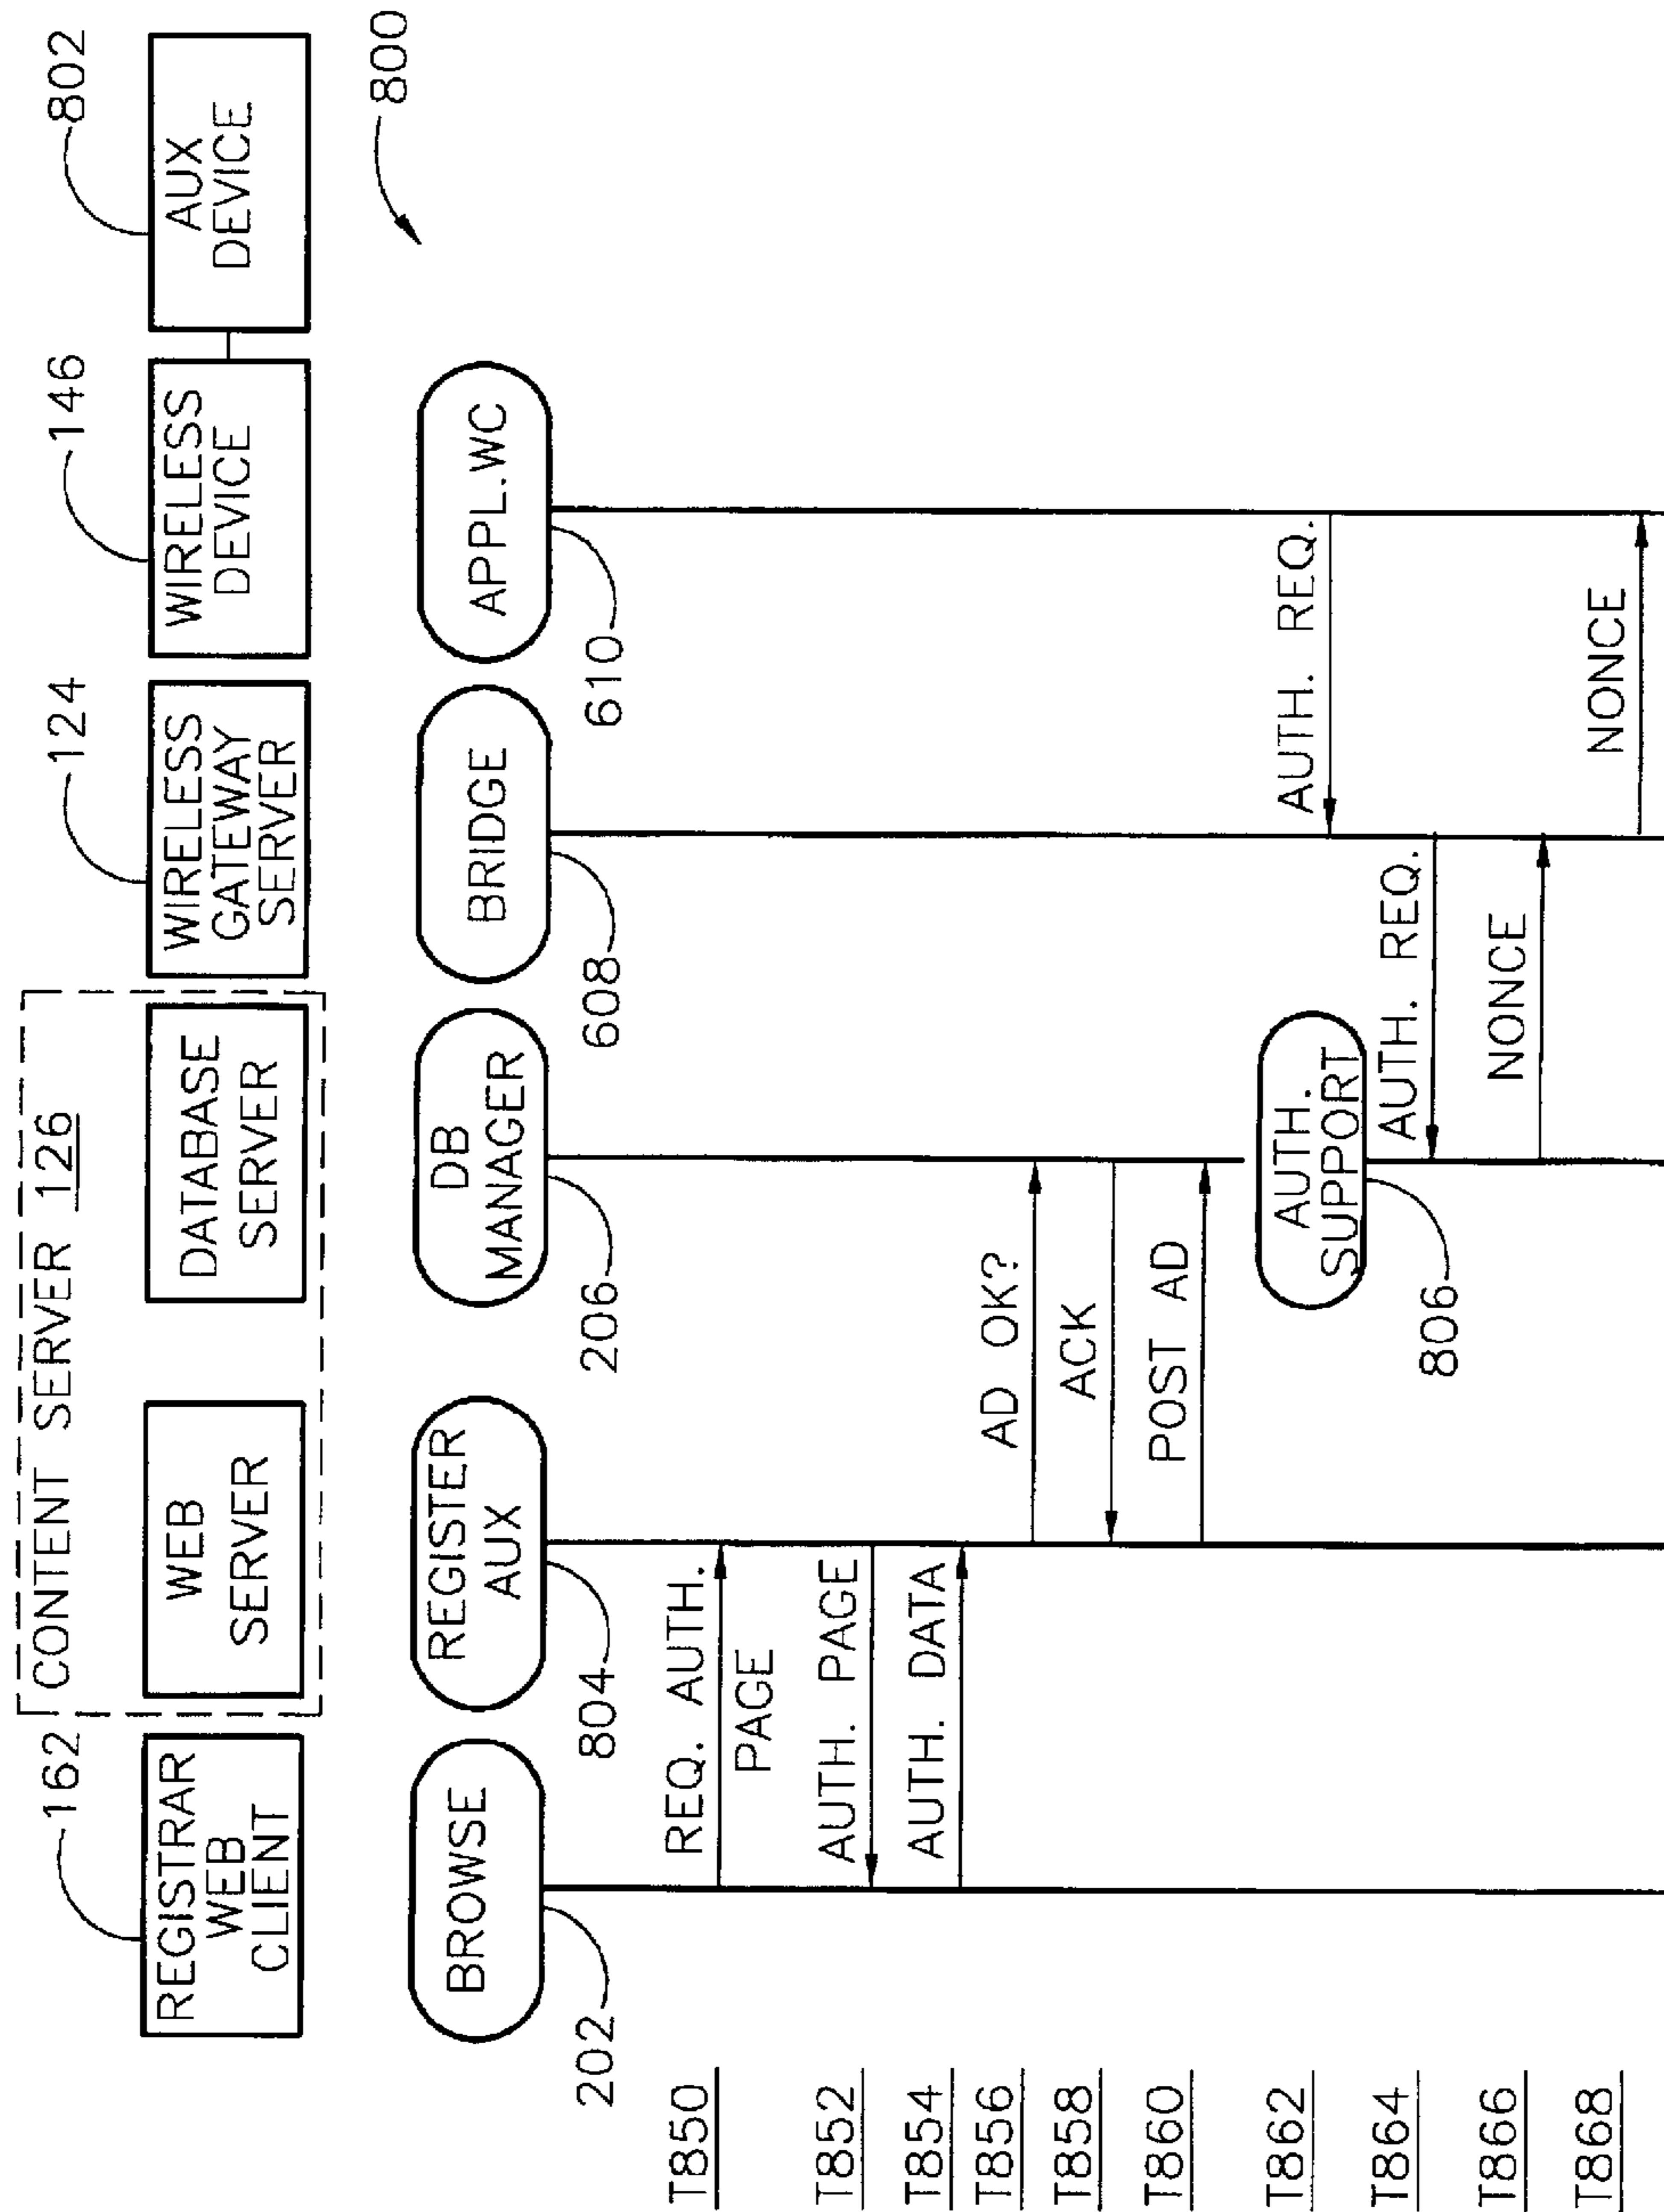 CONTENT SERVER 126
162
124
146
802
REGISTRAR
WEB
CLIENT
WEB
SERVER
DATABASE
SERVER
WIRELESS
GATEWAY
SERVER
WIRELESS
DEVICE
AUX
DEVICE
800
BROWSE
REGISTER
AUX
DB
MANAGER
BRIDGE
APPL.WC
202
804
206
608
610
T850
REQ. AUTH.
PAGE
T852
AUTH. PAGE
T854
AUTH. DATA
T856
AD OK?
T858
ACK
T860
POST AD
T862
AUTH.
SUPPORT
AUTH. REQ.
806
T864
AUTH. REQ.
T866
NONCE
T868
NONCE